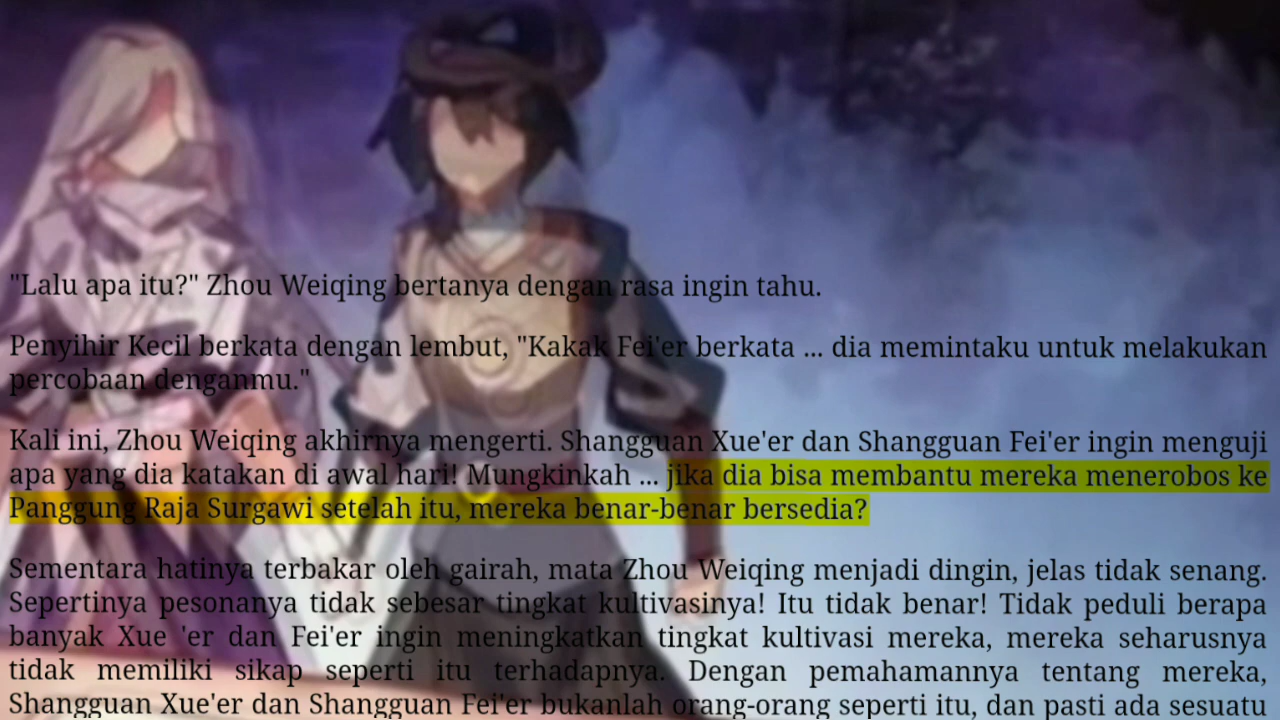 "Lalu apa itu?" Zhou Weiqing bertanya dengan rasa ingin tahu.
Penyihir Kecil berkata dengan lembut, "Kakak Fei'er berkata ... dia memintaku untuk melakukan
percobaan denganmu."
Kali ini, Zhou Weiqing akhirnya mengerti. Shangguan Xue'er dan Shangguan Fei'er ingin menguji
apa yang dia katakan di awal hari! Mungkinkah ... jika dia bisa membantu mereka menerobos ke
Panggung Raja Surgawi setelah itu, mereka benar-benar bersedia?
Sementara hatinya terbakar oleh gairah, mata Zhou Weiqing menjadi dingin, jelas tidak senang.
Sepertinya pesonanya tidak sebesar tingkat kultivasinya! Itu tidak benar! Tidak peduli berapa
banyak Xue 'er dan Fei'er ingin meningkatkan tingkat kultivasi mereka, mereka seharusnya
tidak memiliki sikap seperti itu terhadapnya. Dengan pemahamannya tentang mereka,
Shangguan Xue'er dan Shangguan Fei'er bukanlah orang-orang seperti itu, dan pasti ada sesuatu